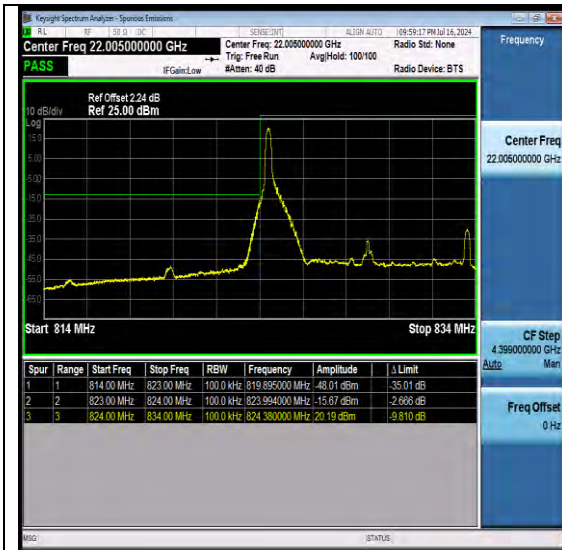 Keysight Spectrum Analyzer - Spurious Emissions
RL RF 50 Ω DC SENSE:INT ALIGN AUTO 09:59:17 PM Jul 16, 2024
Center Freq 22.005000000 GHz Center Freq: 22.005000000 GHz Radio Std: None Frequency
Trig: Free Run Avg|Hold: 100/100
PASS IFGain:Low #Atten: 40 dB Radio Device: BTS
Ref Offset 2.24 dB
10 dB/div Ref 25.00 dBm
Log
15.0
5.00
-5.00
-15.0
-25.0
-35.0
-45.0
-55.0
-65.0
Start 814 MHz Stop 834 MHz
Center Freq
22.005000000 GHz
CF Step
4.399000000 GHz
Auto Man
Freq Offset
0 Hz
Spur Range Start Freq Stop Freq RBW Frequency Amplitude Δ Limit
1 1 814.00 MHz 823.00 MHz 100.0 kHz 819.895000 MHz -48.01 dBm -35.01 dB
2 2 823.00 MHz 824.00 MHz 100.0 kHz 823.994000 MHz -15.67 dBm -2.666 dB
3 3 824.00 MHz 834.00 MHz 100.0 kHz 824.380000 MHz 20.19 dBm -9.810 dB
MSG STATUS